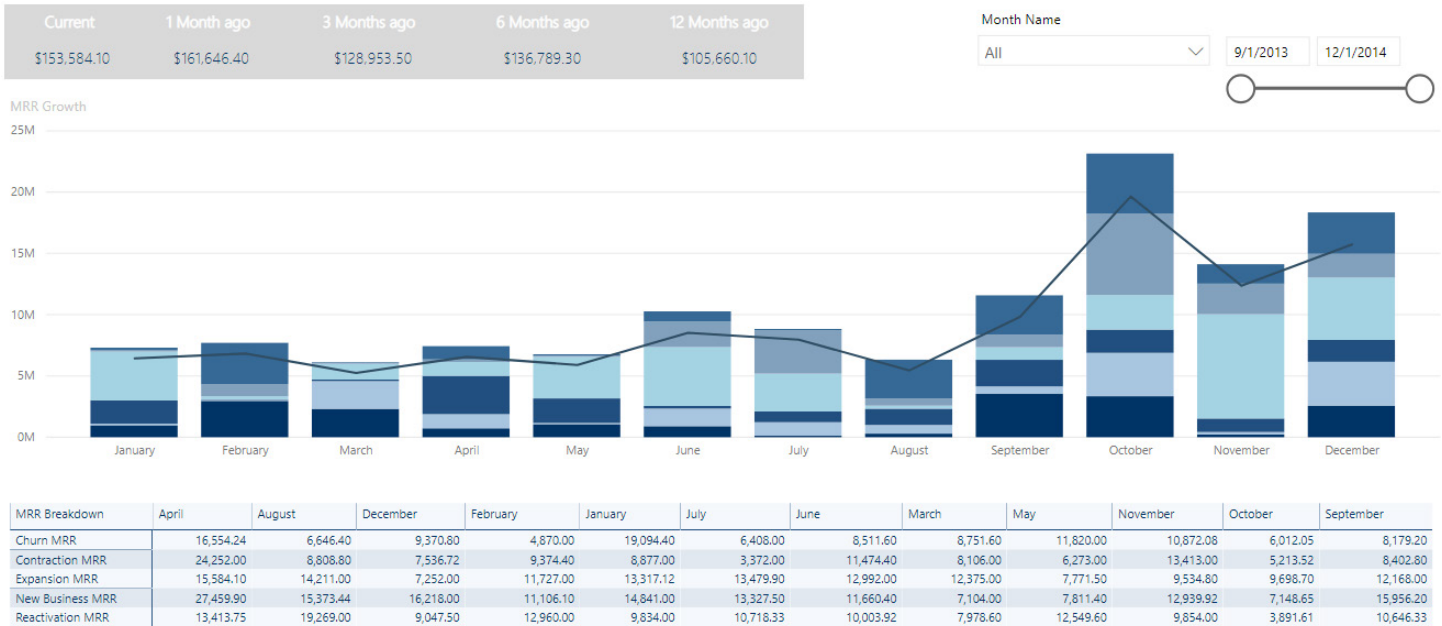 Current 1 Month ago 3 Months ago 6 Months ago 12 Months ago
$153,584.10 $161,646.40 $128,953.50 $136,789.30 $105,660.10
Month Name
All
9/1/2013 12/1/2014
MRR Growth
25M
20M
15M
10M
5M
0M
January February March April May June July August September October November December
MRR Breakdown April August December February January July June March May November October September
Churn MRR 16,554.24 6,646.40 9,370.80 4,870.00 19,094.40 6,408.00 8,511.60 8,751.60 11,820.00 10,872.08 6,012.05 8,179.20
Contraction MRR 24,252.00 8,808.80 7,536.72 9,374.40 8,877.00 3,372.00 11,474.40 8,106.00 6,273.00 13,413.00 5,213.52 8,402.80
Expansion MRR 15,584.10 14,211.00 7,252.00 11,727.00 13,317.12 13,479.90 12,992.00 12,375.00 7,771.50 9,534.80 9,698.70 12,168.00
New Business MRR 27,459.90 15,373.44 16,218.00 11,106.10 14,841.00 13,327.50 11,660.40 7,104.00 7,811.40 12,939.92 7,148.65 15,956.20
Reactivation MRR 13,413.75 19,269.00 9,047.50 12,960.00 9,834.00 10,718.33 10,003.92 7,978.60 12,549.60 9,854.00 3,891.61 10,646.33